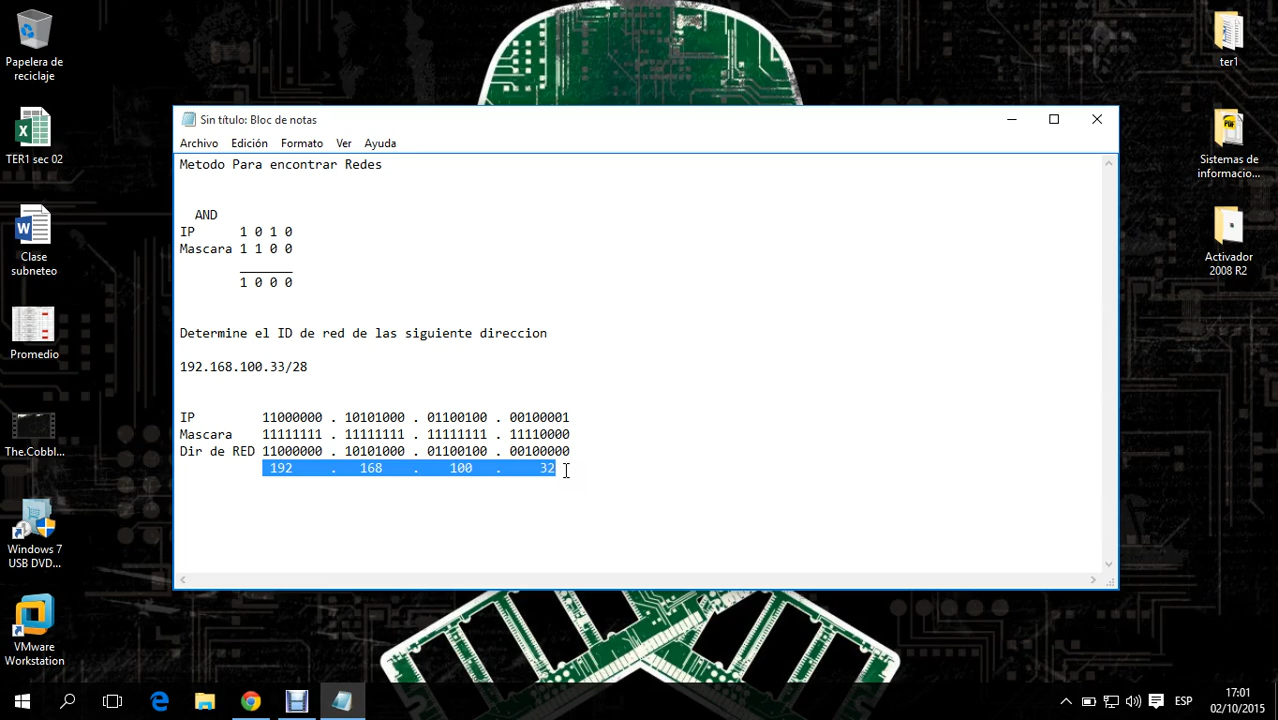 Papelera de
reciclaje
TER1 sec 02
Clase
subneteo
Promedio
The.Cobbl...
Windows 7
USB DVD...
VMware
Workstation
ter1
PDF
Sistemas de
informacio...
Activador
2008 R2
Sin título: Bloc de notas
Archivo Edición Formato Ver Ayuda
Metodo Para encontrar Redes
AND
IP 1 0 1 0
Mascara 1 1 0 0
1 0 0 0
Determine el ID de red de las siguiente direccion
192.168.100.33/28
IP 11000000 . 10101000 . 01100100 . 00100001
Mascara 11111111 . 11111111 . 11111111 . 11110000
Dir de RED 11000000 . 10101000 . 01100100 . 00100000
192 . 168 . 100 . 32
ESP
17:01
02/10/2015